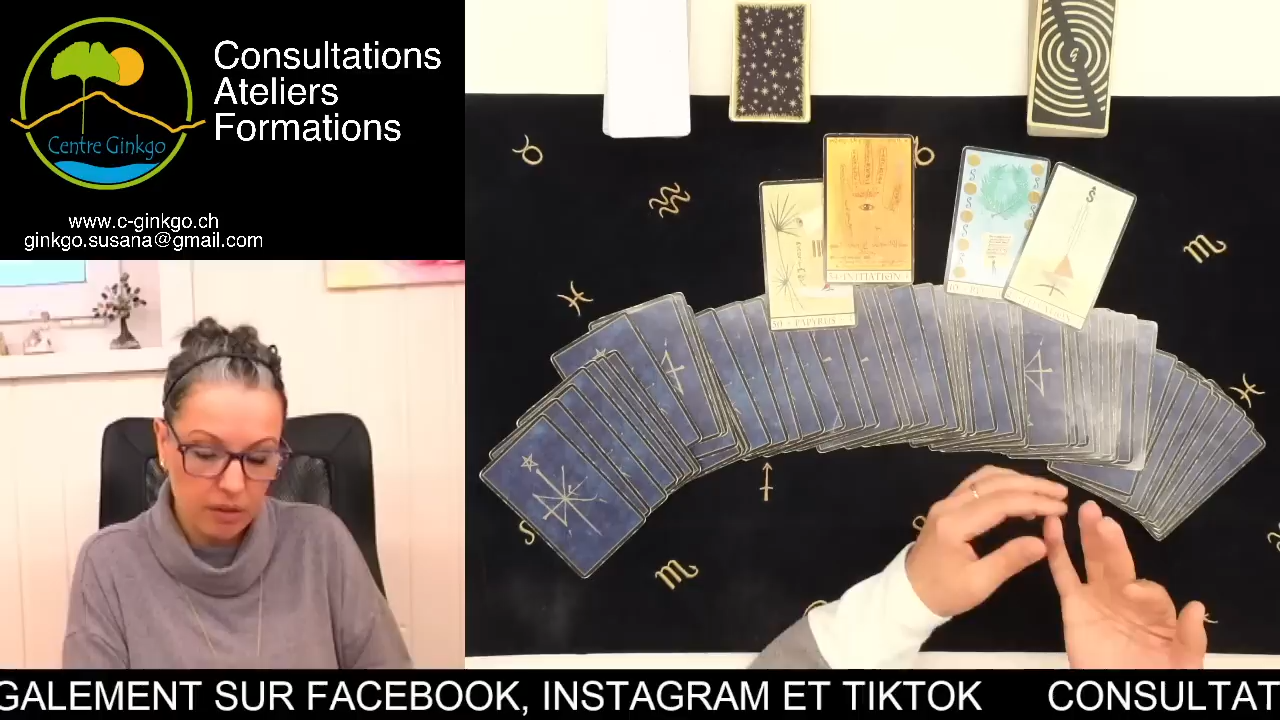 Consultations
Ateliers
Formations
Centre Ginkgo
www.c-ginkgo.ch
ginkgo.susana@gmail.com
GALEMENT SUR FACEBOOK, INSTAGRAM ET TIKTOK CONSULTAT